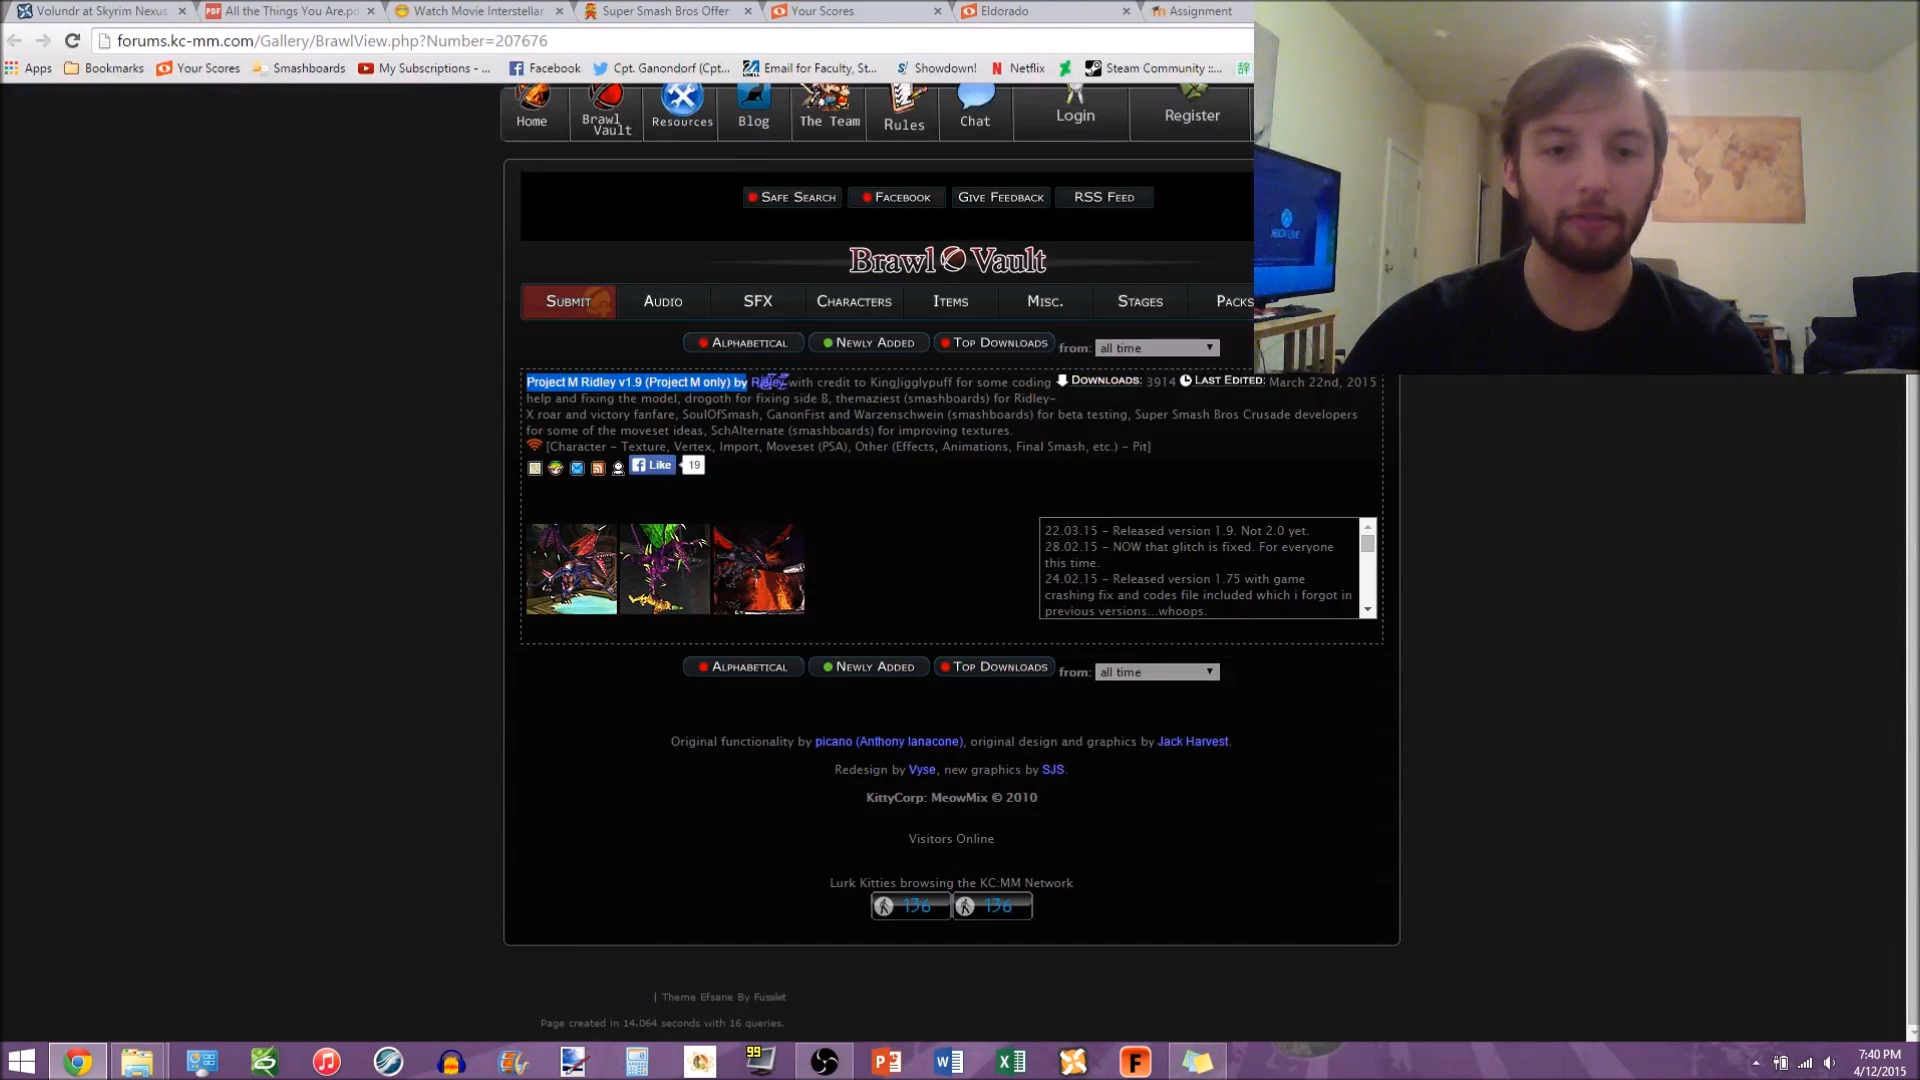 Volundr at Skyrim Nexus
All the Things You Are.p
Watch Movie Interstellar
Super Smash Bros Offer
Your Scores
Eldorado
Assignment
forums.kc-mm.com/Gallery/BrawlView.php?Number=207676
Apps Bookmarks Your Scores Smashboards My Subscriptions - ... Facebook Cpt. Ganondorf (Cpt... Email for Faculty, St... Showdown! Netflix Steam Community ::... 辞
Home Brawl Vault Resources Blog The Team Rules Chat Login Register
Safe Search Facebook Give Feedback RSS Feed
Brawl Vault
Submit Audio SFX Characters Items Misc. Stages Packs
Alphabetical Newly Added Top Downloads from: all time
Project M Ridley v1.9 (Project M only) by Ridley with credit to KingJigglypuff for some coding Downloads: 3914 Last Edited: March 22nd, 2015
help and fixing the model, drogoth for fixing side B, themaziest (smashboards) for Ridley-
X roar and victory fanfare, SoulOfSmash, GanonFist and Warzenschwein (smashboards) for beta testing, Super Smash Bros Crusade developers
for some of the moveset ideas, SchAlternate (smashboards) for improving textures.
[Character - Texture, Vertex, Import, Moveset (PSA), Other (Effects, Animations, Final Smash, etc.) - Pit]
Like 19
22.03.15 - Released version 1.9. Not 2.0 yet.
28.02.15 - NOW that glitch is fixed. For everyone
this time.
24.02.15 - Released version 1.75 with game
crashing fix and codes file included which i forgot in
previous versions...whoops.
Alphabetical Newly Added Top Downloads from: all time
Original functionality by picano (Anthony Ianacone), original design and graphics by Jack Harvest.
Redesign by Vyse, new graphics by SJS.
KittyCorp: MeowMix © 2010
Visitors Online
Lurk Kitties browsing the KC:MM Network
136 136
| Theme Efsane By Fussilet
Page created in 14.064 seconds with 16 queries.
XBOX LIVE
99
7:40 PM
4/12/2015